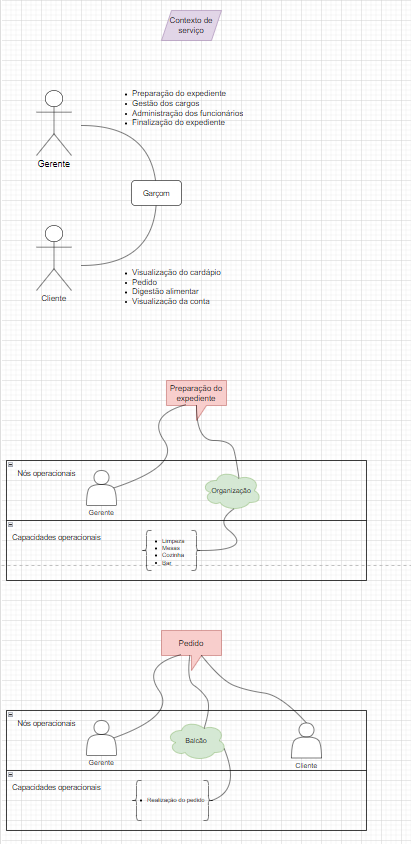 Contexto de
serviço
Preparação do expediente
Gestão dos cargos
Administração dos funcionários
Finalização do expediente
Gerente
Garçom
Cliente
Visualização do cardápio
Pedido
Digestão alimentar
Visualização da conta
Preparação do
expediente
Nós operacionais
Gerente
Organização
Capacidades operacionais
Limpeza
Mesas
Cozinha
Bar
Pedido
Nós operacionais
Gerente
Balcão
Cliente
Capacidades operacionais
Realização do pedido